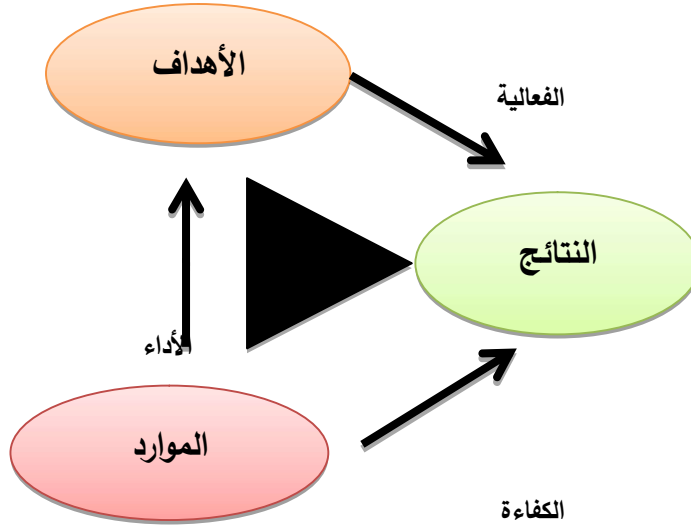 الأهداف
الفعالية
النتائج
الأداء
الموارد
الكفاءة